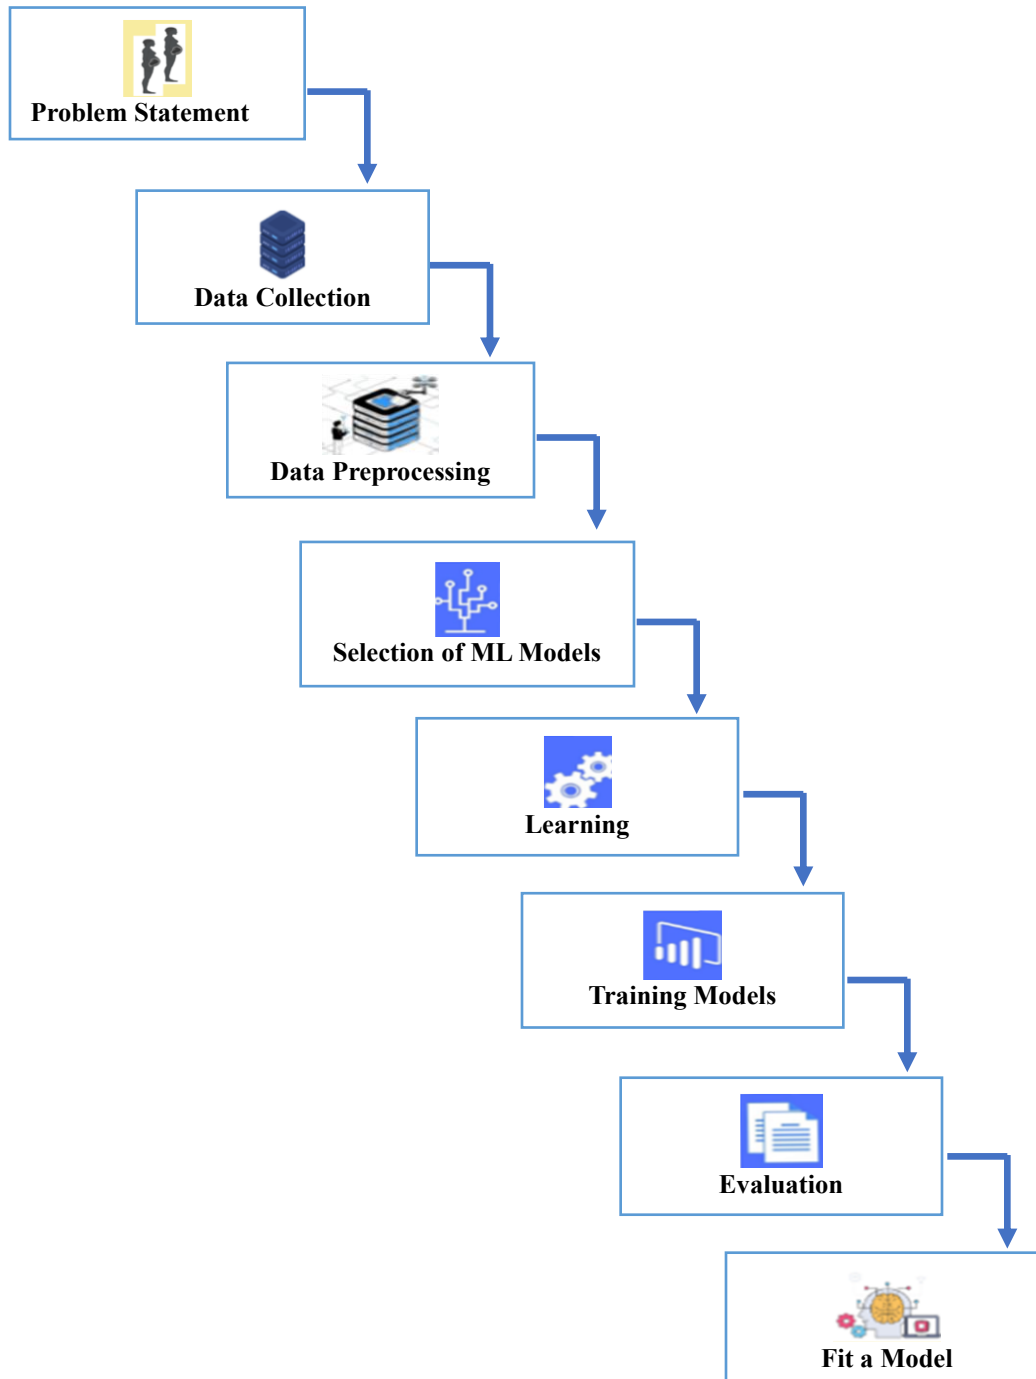 Problem Statement
Data Collection
Data Preprocessing
Selection of ML Models
Learning
Training Models
Evaluation
Fit a Model